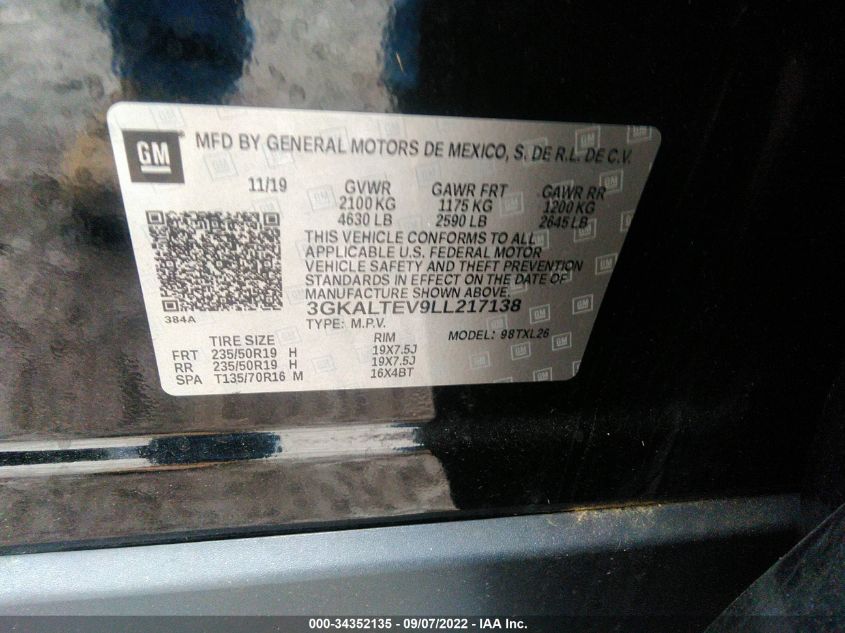 GM MFD BY GENERAL MOTORS DE MEXICO, S. DE R.L. DE C.V.
11/19 GVWR GAWR FRT GAWR RR
2100 KG 1175 KG 1200 KG
4630 LB 2590 LB 2645 LB
THIS VEHICLE CONFORMS TO ALL
APPLICABLE U.S. FEDERAL MOTOR
VEHICLE SAFETY AND THEFT PREVENTION
STANDARDS IN EFFECT ON THE DATE OF
MANUFACTURE SHOWN ABOVE.
384A 3GKALTEV9LL217138
TYPE: M.P.V. MODEL: 98TXL26
TIRE SIZE RIM
FRT 235/50R19 H 19X7.5J
RR 235/50R19 H 19X7.5J
SPA T135/70R16 M 16X4BT
000-34352135 - 09/07/2022 - IAA Inc.